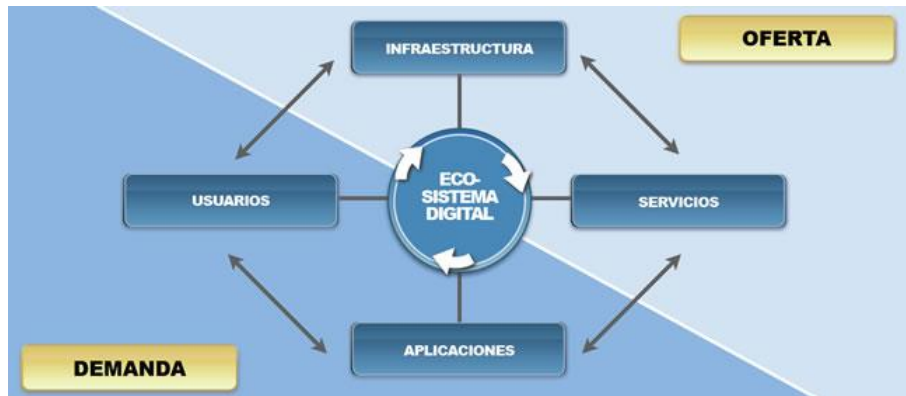 INFRAESTRUCTURA
OFERTA
USUARIOS
ECO-
SISTEMA
DIGITAL
SERVICIOS
APLICACIONES
DEMANDA